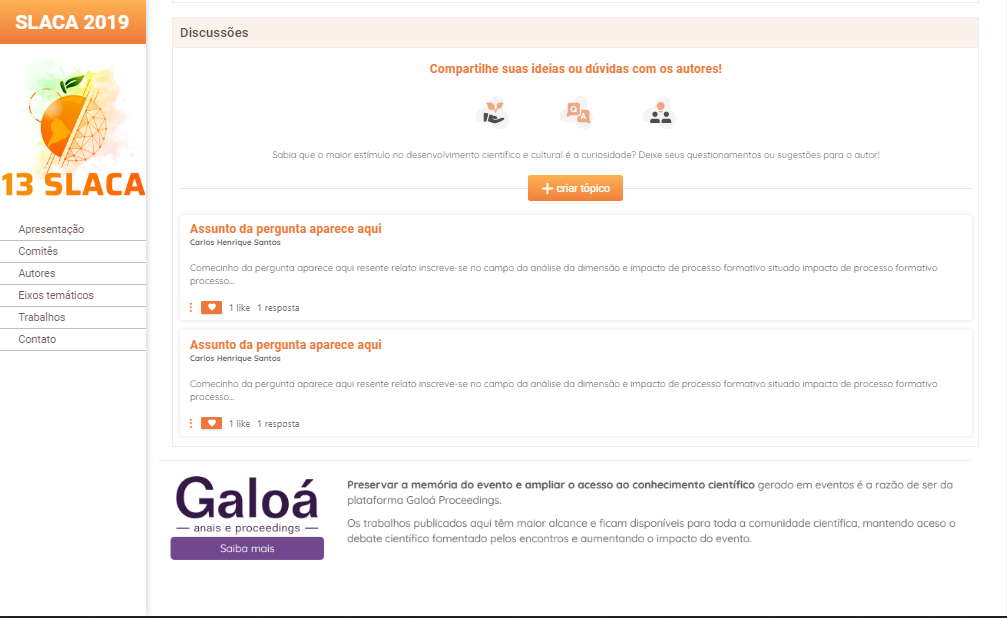 SLACA 2019
13 SLACA
Apresentação
Comitês
Autores
Eixos temáticos
Trabalhos
Contato
Discussões
Compartilhe suas ideias ou dúvidas com os autores!
Q
A
Sabia que o maior estímulo no desenvolvimento científico e cultural é a curiosidade? Deixe seus questionamentos ou sugestões para o autor!
+ criar tópico
Assunto da pergunta aparece aqui
Carlos Henrique Santos
Comecinho da pergunta aparece aqui resente relato inscreve-se no campo da análise da dimensão e impacto de processo formativo situado impacto de processo formativo
processo...
1 like 1 resposta
Assunto da pergunta aparece aqui
Carlos Henrique Santos
Comecinho da pergunta aparece aqui resente relato inscreve-se no campo da análise da dimensão e impacto de processo formativo situado impacto de processo formativo
processo...
1 like 1 resposta
Galoá
anais e proceedings
Saiba mais
Preservar a memória do evento e ampliar o acesso ao conhecimento científico gerado em eventos é a razão de ser da
plataforma Galoá Proceedings.
Os trabalhos publicados aqui têm maior alcance e ficam disponíveis para toda a comunidade científica, mantendo aceso o
debate científico fomentado pelos encontros e aumentando o impacto do evento.